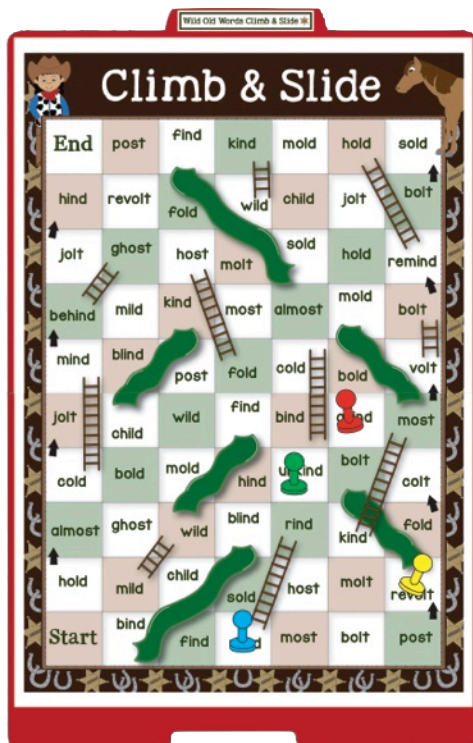 Wild Old Words Climb & Slide
Climb & Slide
End post find kind mold hold sold
hind revolt fold wild child jolt bolt
jolt ghost host molt sold hold remind
behind mild kind most almost mold bolt
mind blind post fold cold bold volt
jolt child wild find bind most
cold bold mold hind unkind bolt colt
almost ghost wild blind rind kind fold
hold mild child sold host molt revolt
Start bind find most bolt post